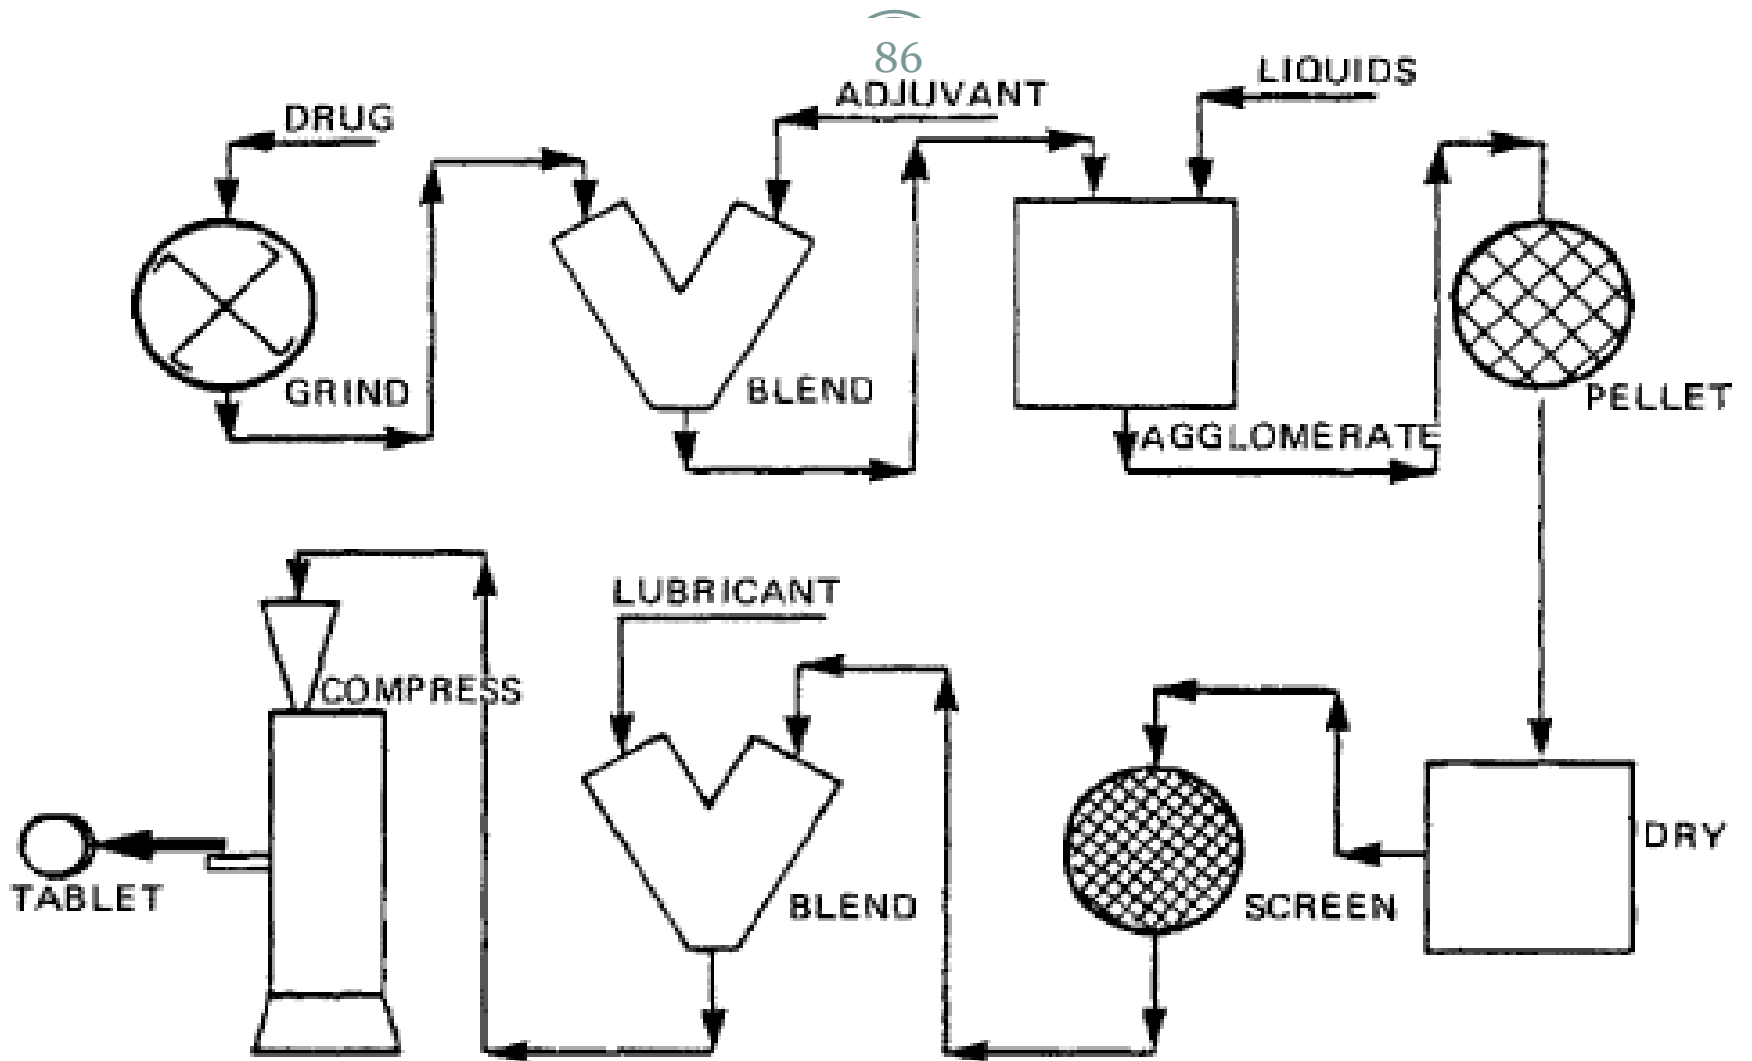 86
DRUG
ADJUVANT
LIQUIDS
GRIND
BLEND
AGGLOMERATE
PELLET
COMPRESS
LUBRICANT
TABLET
BLEND
SCREEN
DRY